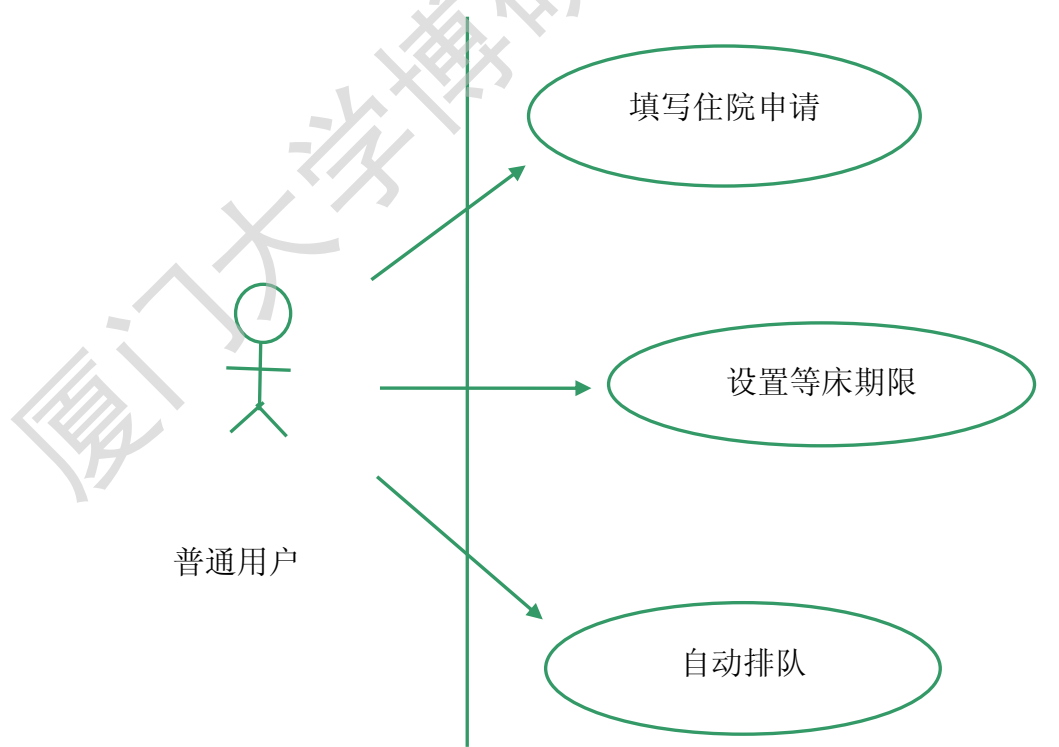 填写住院申请
设置等床期限
普通用户
自动排队
厦门大学博